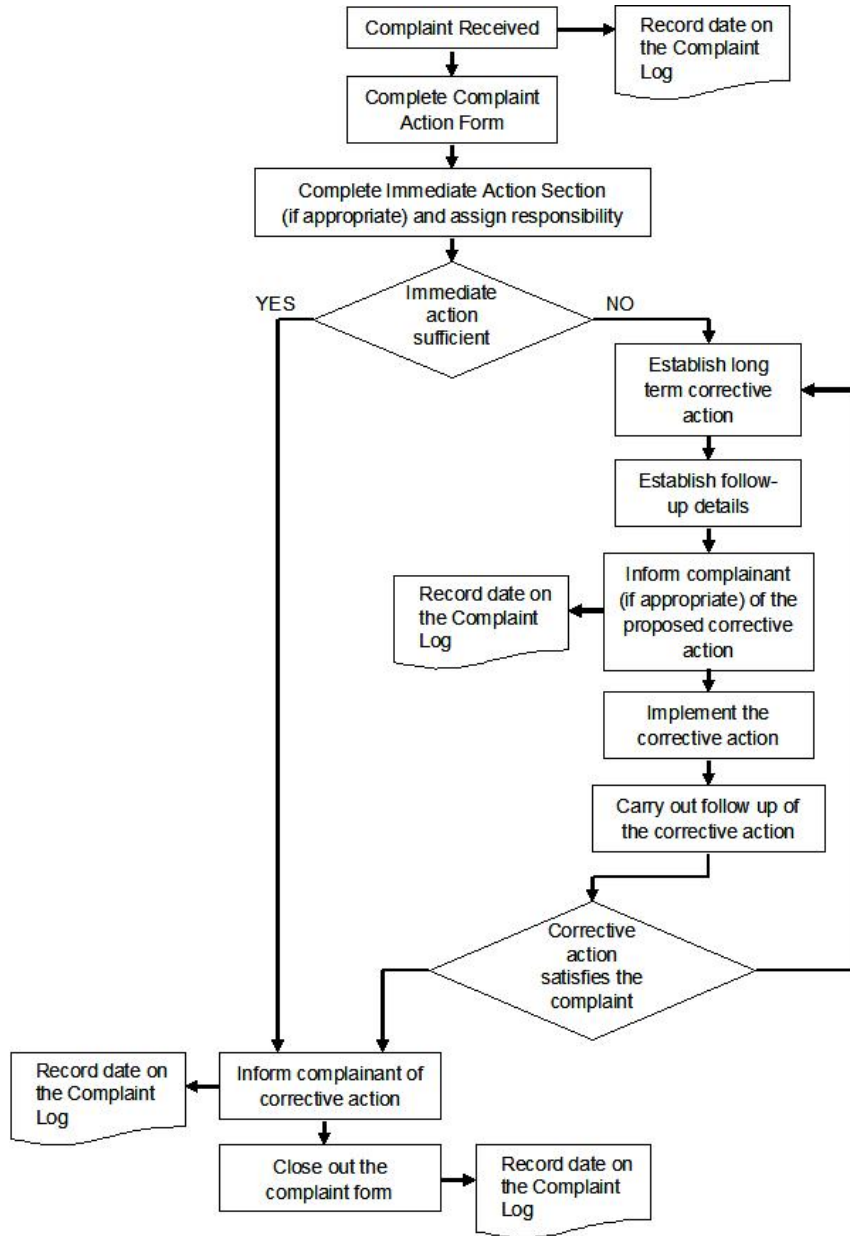 Complaint Received
Record date on
the Complaint
Log
Complete Complaint
Action Form
Complete Immediate Action Section
(if appropriate) and assign responsibility
YES
Immediate
action
sufficient
NO
Establish long
term corrective
action
Establish follow-
up details
Inform complainant
(if appropriate) of the
proposed corrective
action
Record date on
the Complaint
Log
Implement the
corrective action
Carry out follow up of
the corrective action
Corrective
action
satisfies the
complaint
Record date on
the Complaint
Log
Inform complainant of
corrective action
Close out the
complaint form
Record date on
the Complaint
Log